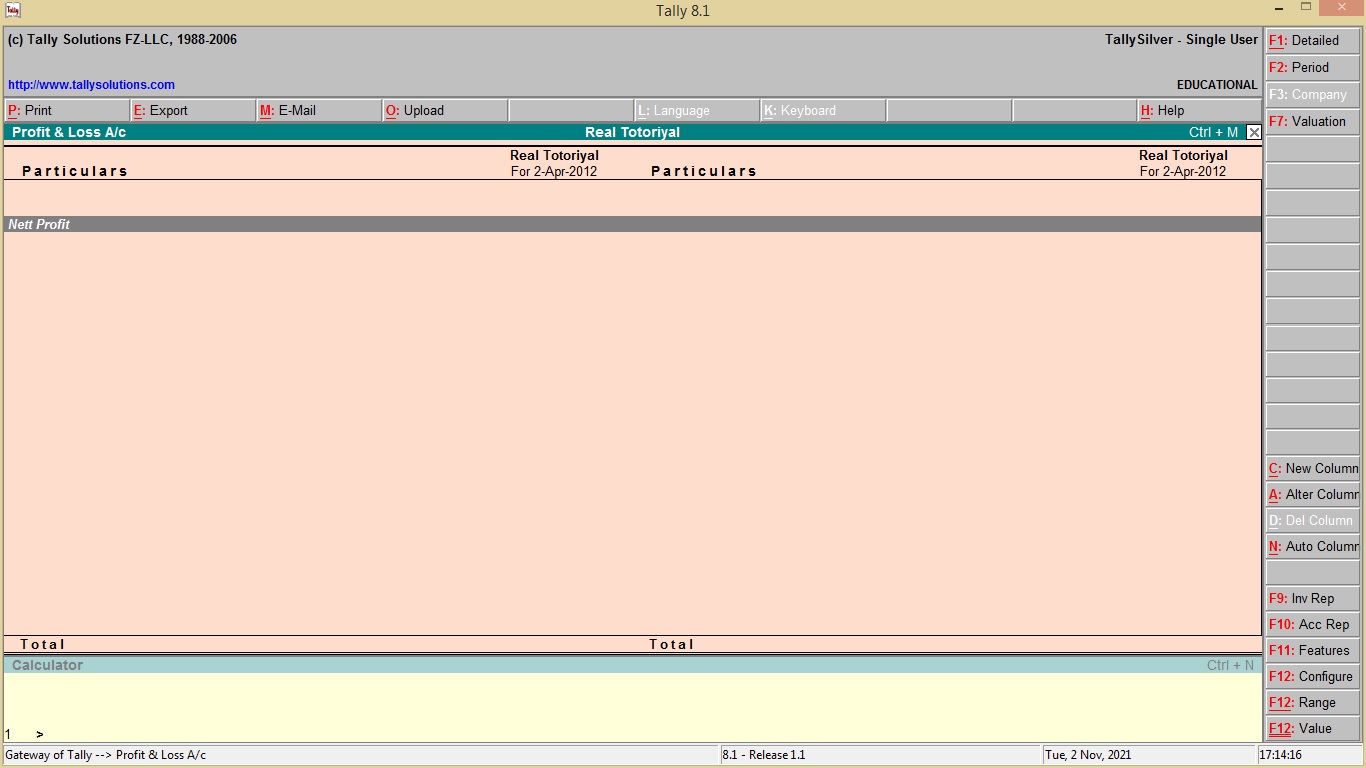 Tally 8.1
(c) Tally Solutions FZ-LLC, 1988-2006
TallySilver - Single User
http://www.tallysolutions.com
EDUCATIONAL
P: Print
E: Export
M: E-Mail
O: Upload
L: Language
K: Keyboard
H: Help
Profit & Loss A/c
Real Totoriyal
Ctrl + M
Particulars
Real Totoriyal
For 2-Apr-2012
Particulars
Real Totoriyal
For 2-Apr-2012
Nett Profit
Total
Total
Calculator
Ctrl + N
1 >
Gateway of Tally --> Profit & Loss A/c
8.1 - Release 1.1
Tue, 2 Nov, 2021
17:14:16
F1: Detailed
F2: Period
F3: Company
F7: Valuation
C: New Column
A: Alter Column
D: Del Column
N: Auto Column
F9: Inv Rep
F10: Acc Rep
F11: Features
F12: Configure
F12: Range
F12: Value